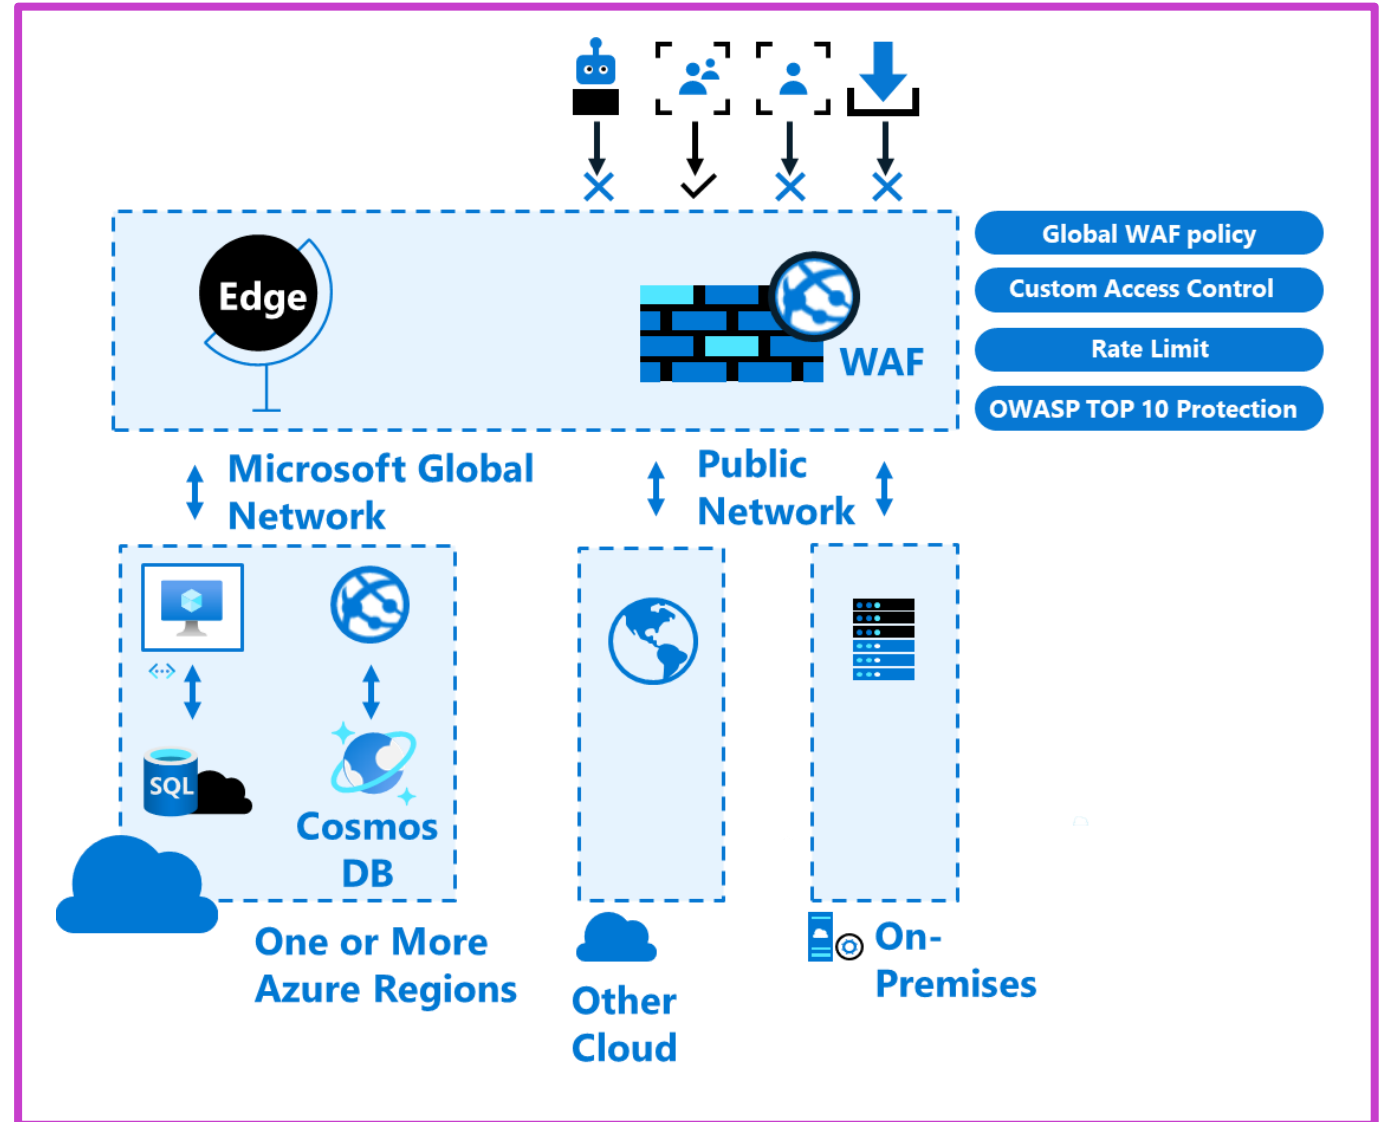 Edge
WAF
Global WAF policy
Custom Access Control
Rate Limit
OWASP TOP 10 Protection
Microsoft Global
Network
Public
Network
SQL
Cosmos
DB
One or More
Azure Regions
Other
Cloud
On-
Premises